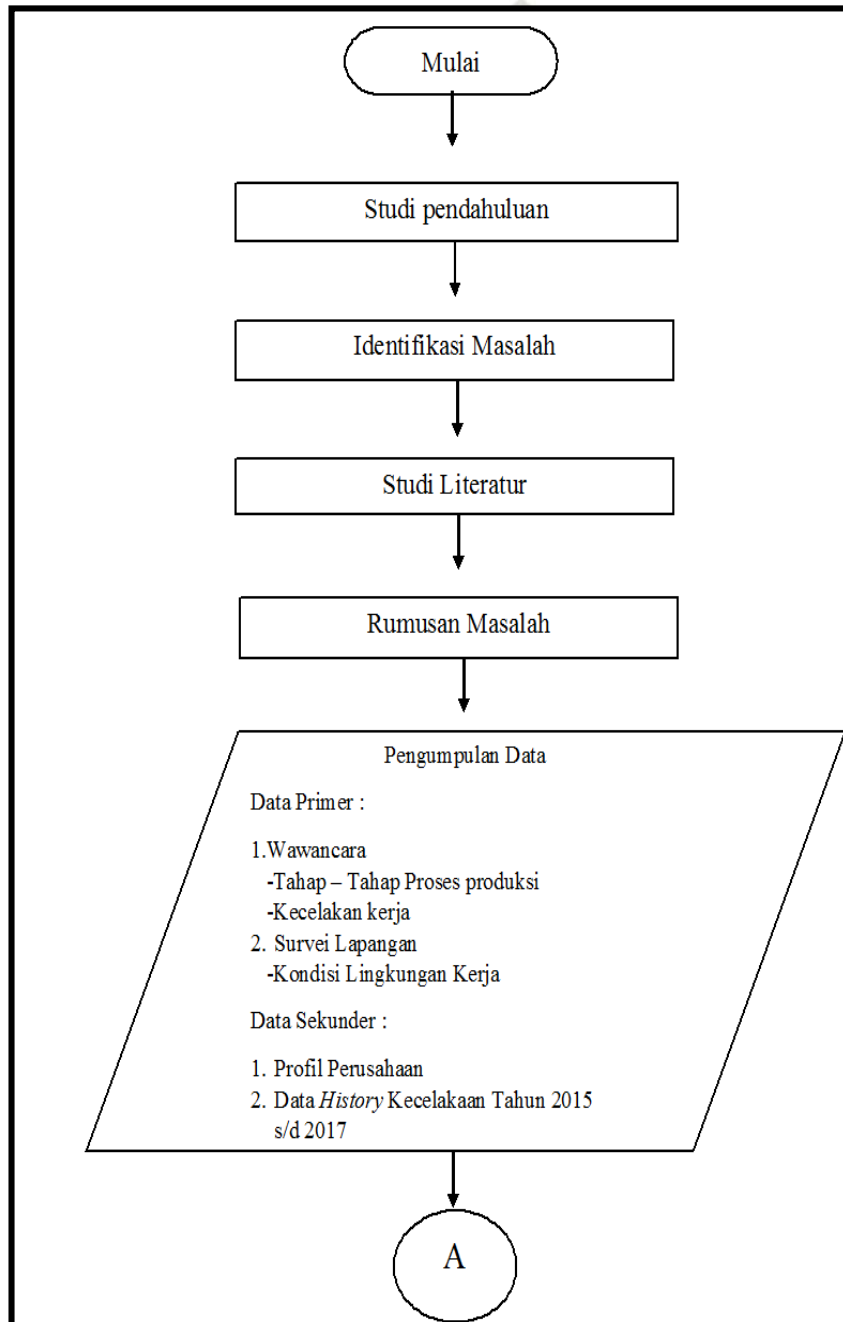 Mulai
Studi pendahuluan
Identifikasi Masalah
Studi Literatur
Rumusan Masalah
Pengumpulan Data
Data Primer :
1.Wawancara
-Tahap – Tahap Proses produksi
-Kecelakan kerja
2. Survei Lapangan
-Kondisi Lingkungan Kerja
Data Sekunder :
1. Profil Perusahaan
2. Data History Kecelakaan Tahun 2015
s/d 2017
A